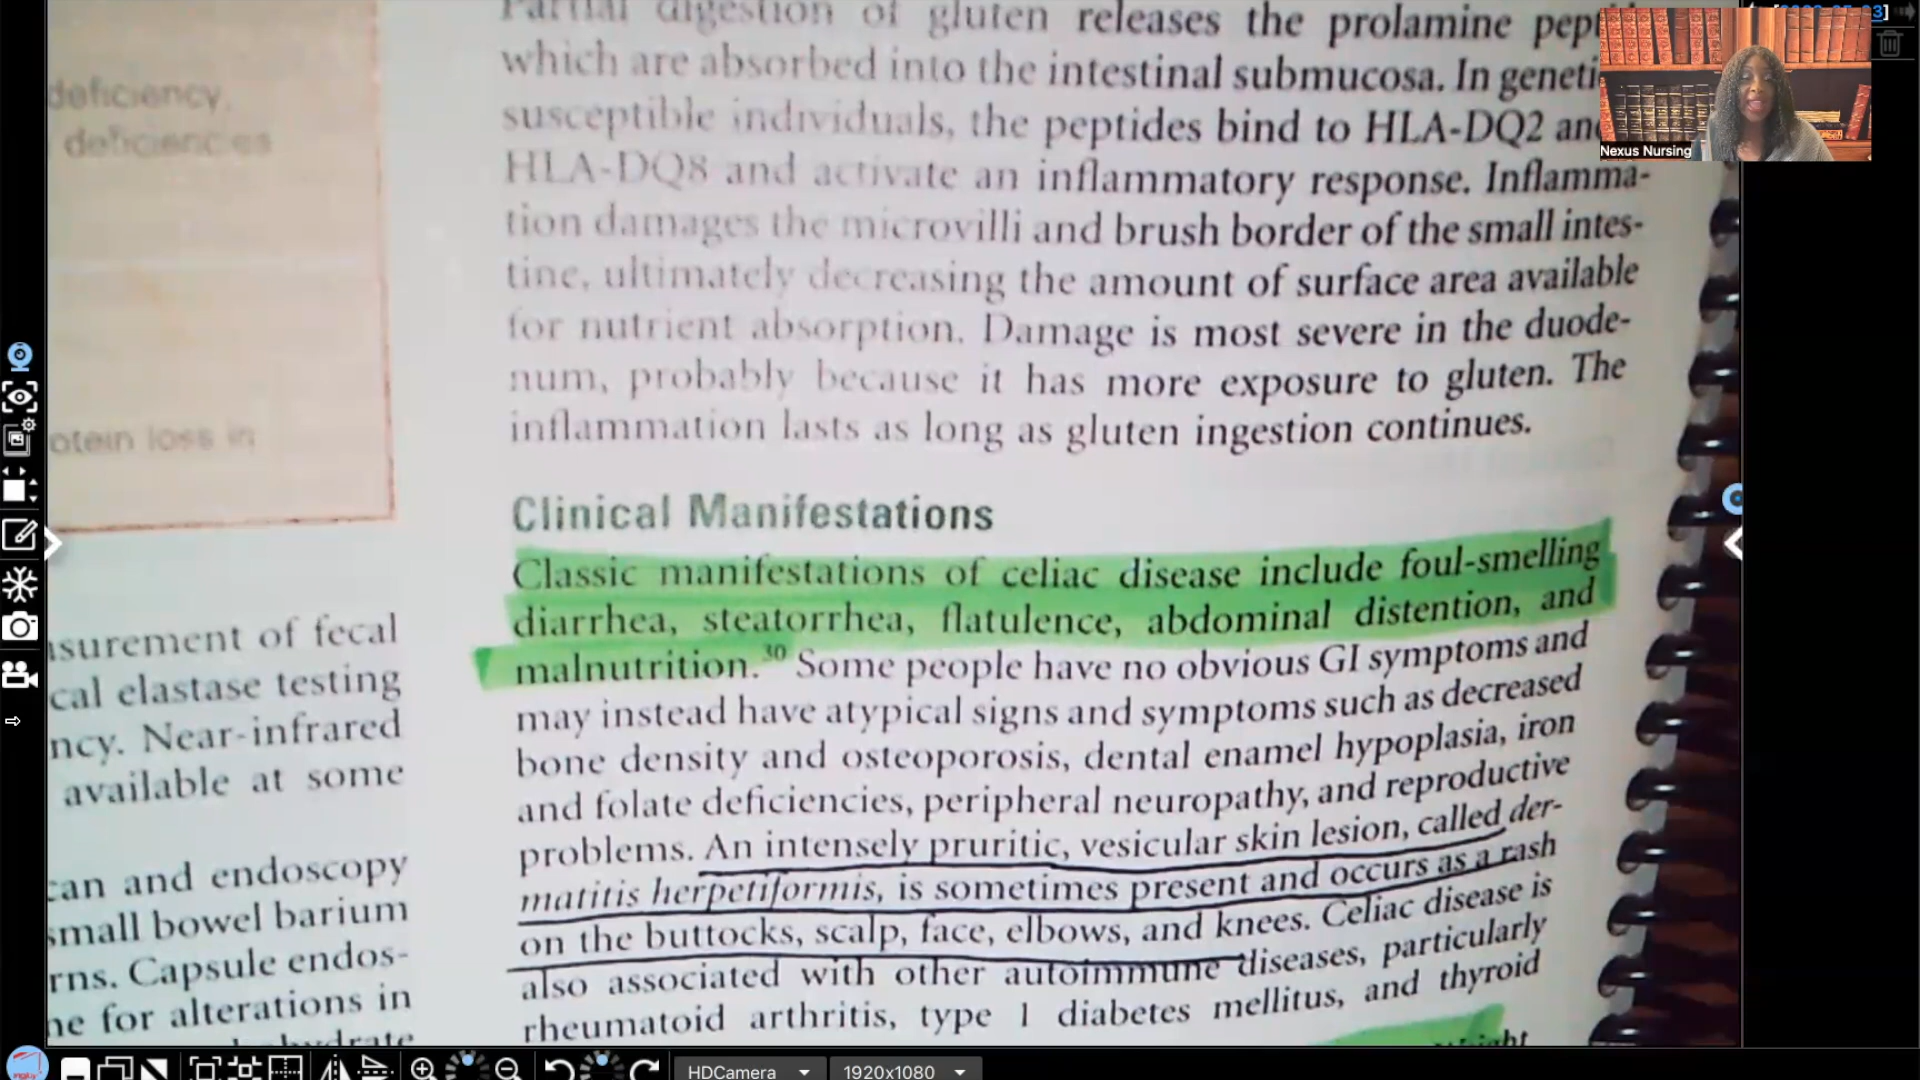 deficiency,
deficiencies
otein loss in
surement of fecal
cal elastase testing
ncy. Near-infrared
available at some
can and endoscopy
small bowel barium
rns. Capsule endos-
ne for alterations in
Partial digestion of gluten releases the prolamine
which are absorbed into the intestinal submucosa. In
susceptible individuals, the peptides bind to HLA-DQ2
HLA-DQ8 and activate an inflammatory response. Inflamma-
tion damages the microvilli and brush border of the small intes-
tine, ultimately decreasing the amount of surface area available
for nutrient absorption. Damage is most severe in the duode-
num, probably because it has more exposure to gluten. The
inflammation lasts as long as gluten ingestion continues.
Clinical Manifestations
Classic manifestations of celiac disease include foul-smelling
diarrhea, steatorrhea, flatulence, abdominal distention, and
malnutrition.30 Some people have no obvious GI symptoms and
may instead have atypical signs and symptoms such as decreased
bone density and osteoporosis, dental enamel hypoplasia, iron
and folate deficiencies, peripheral neuropathy, and reproductive
problems. An intensely pruritic, vesicular skin lesion, called der-
matitis herpetiformis, is sometimes present and occurs as a rash
on the buttocks, scalp, face, elbows, and knees. Celiac disease is
also associated with other autoimmune diseases, particularly
rheumatoid arthritis, type 1 diabetes mellitus, and thyroid
Nexus Nursing
HDCamera
1920x1080